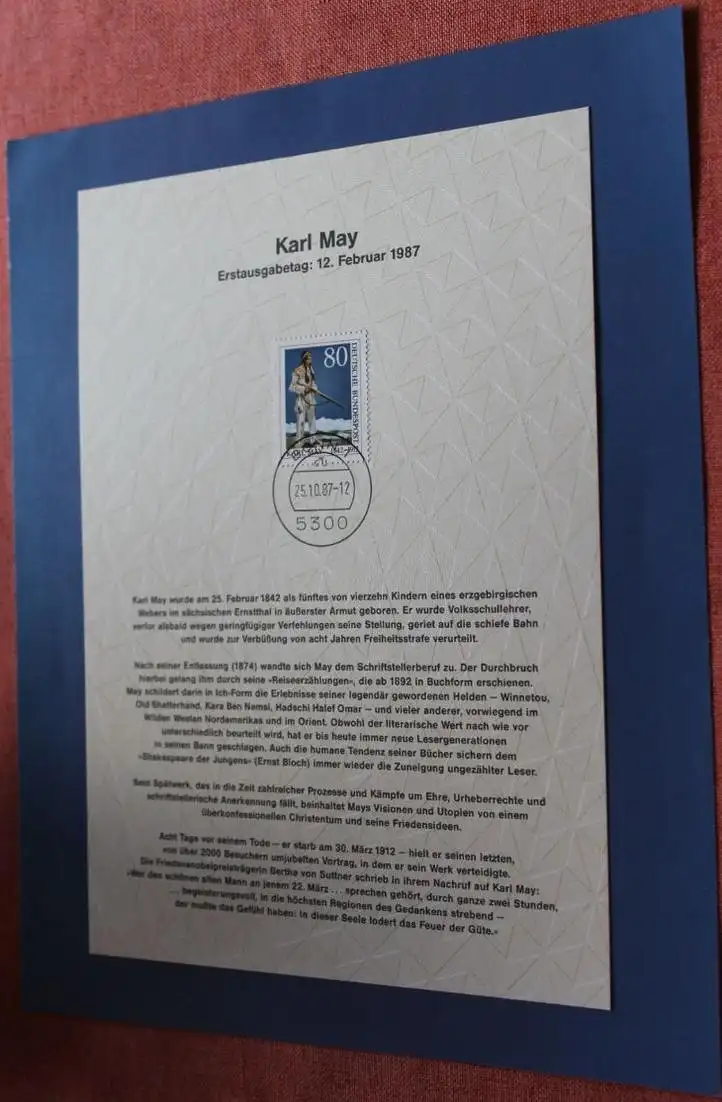 Karl May
Erstausgabetag: 12. Februar 1987
80
DEUTSCHE BUNDESPOST
25.10.87-12
5300
Karl May wurde am 25. Februar 1842 als fünftes von vierzehn Kindern eines erzgebirgischen
Webers im sächsischen Ernstthal in äußerster Armut geboren. Er wurde Volksschullehrer,
verlor alsbald wegen geringfügiger Verfehlungen seine Stellung, geriet auf die schiefe Bahn
und wurde zur Verbüßung von acht Jahren Freiheitsstrafe verurteilt.
Nach seiner Entlassung (1874) wandte sich May dem Schriftstellerberuf zu. Der Durchbruch
hierbei gelang ihm durch seine »Reiseerzählungen«, die ab 1892 in Buchform erschienen.
May schildert darin in Ich-Form die Erlebnisse seiner legendär gewordenen Helden – Winnetou,
Old Shatterhand, Kara Ben Nemsi, Hadschi Halef Omar – und vieler anderer, vorwiegend im
Wilden Westen Nordamerikas und im Orient. Obwohl der literarische Wert nach wie vor
unterschiedlich beurteilt wird, hat er bis heute immer neue Lesergenerationen
in seinen Bann geschlagen. Auch die humane Tendenz seiner Bücher sichern dem
»Shakespeare der Jungens« (Ernst Bloch) immer wieder die Zuneigung ungezählter Leser.
Sein Spätwerk, das in die Zeit zahlreicher Prozesse und Kämpfe um Ehre, Urheberrechte und
schriftstellerische Anerkennung fällt, beinhaltet Mays Visionen und Utopien von einem
überkonfessionellen Christentum und seine Friedensideen.
Acht Tage vor seinem Tode – er starb am 30. März 1912 – hielt er seinen letzten,
von über 2000 Besuchern umjubelten Vortrag, in dem er sein Werk verteidigte.
Die Friedensnobelpreisträgerin Bertha von Suttner schrieb in ihrem Nachruf auf Karl May:
»Wer den schönen alten Mann an jenem 22. März ... sprechen gehört, durch ganze zwei Stunden,
... begeisterungsvoll, in die höchsten Regionen des Gedankens strebend –
der mußte das Gefühl haben: In dieser Seele lodert das Feuer der Güte.«